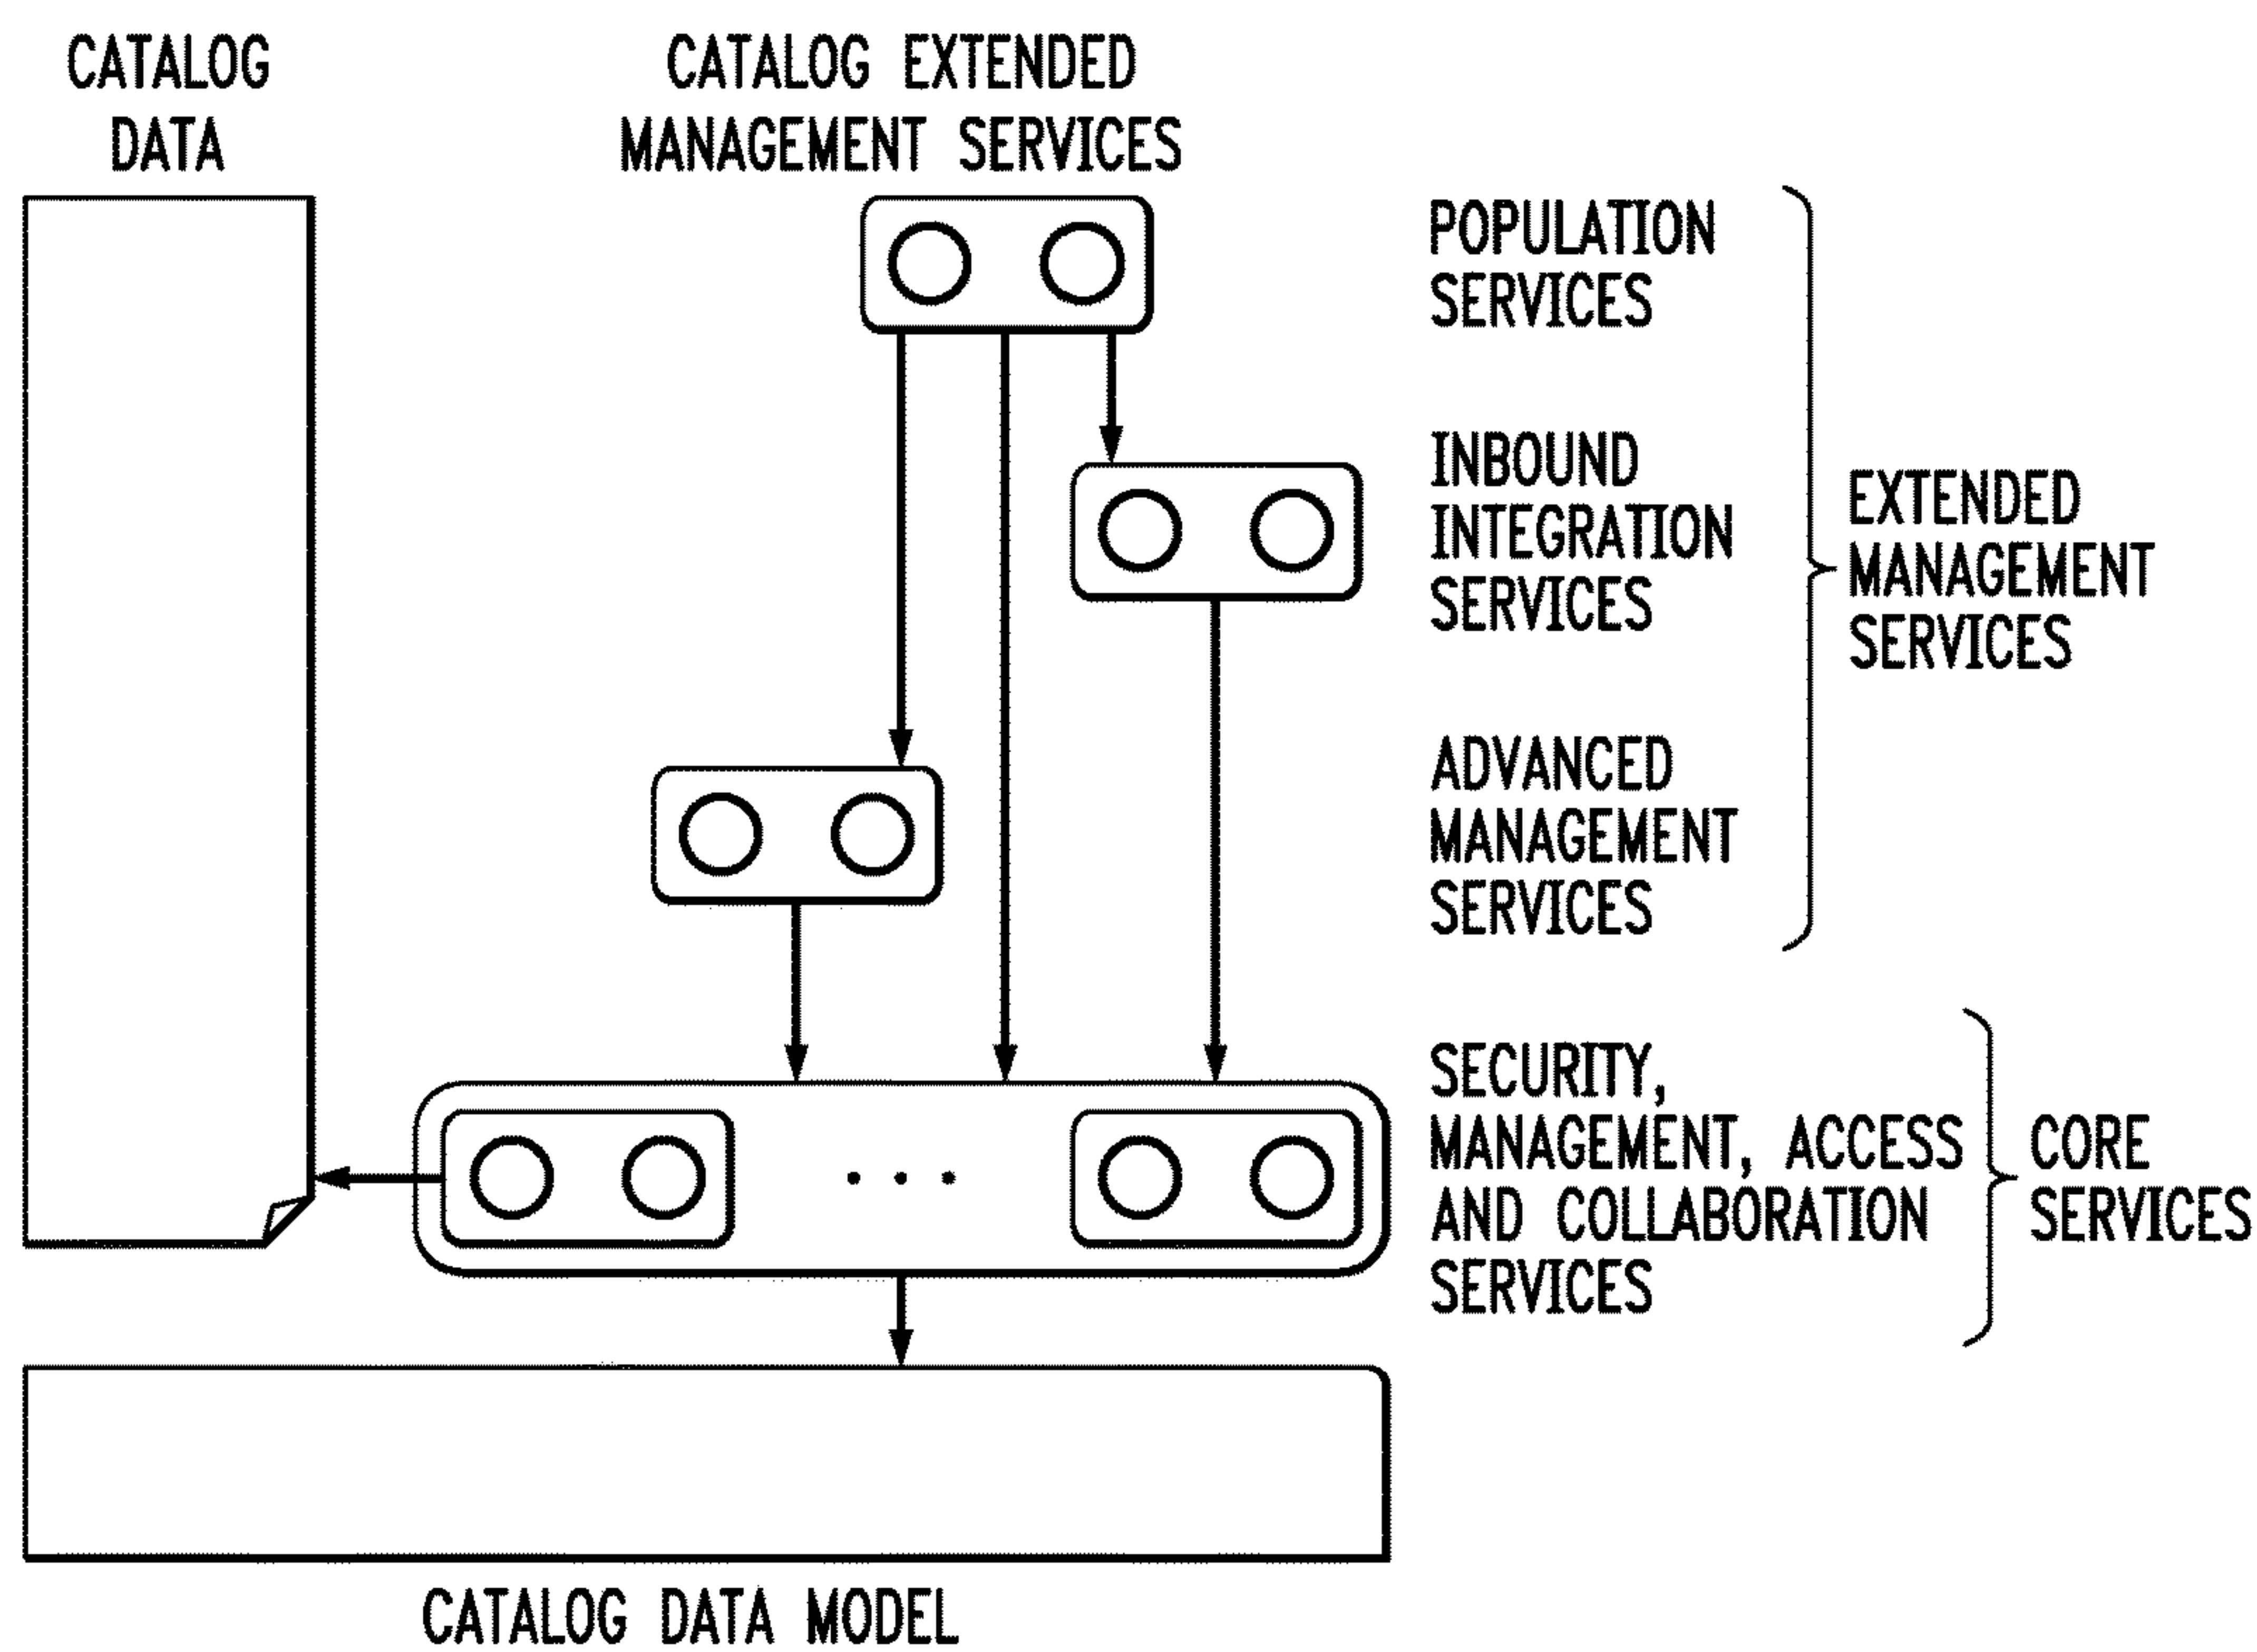 CATALOG
DATA
CATALOG EXTENDED
MANAGEMENT SERVICES
POPULATION
SERVICES
INBOUND
INTEGRATION
SERVICES
EXTENDED
MANAGEMENT
SERVICES
ADVANCED
MANAGEMENT
SERVICES
SECURITY,
MANAGEMENT, ACCESS
AND COLLABORATION
SERVICES
CORE
SERVICES
CATALOG DATA MODEL